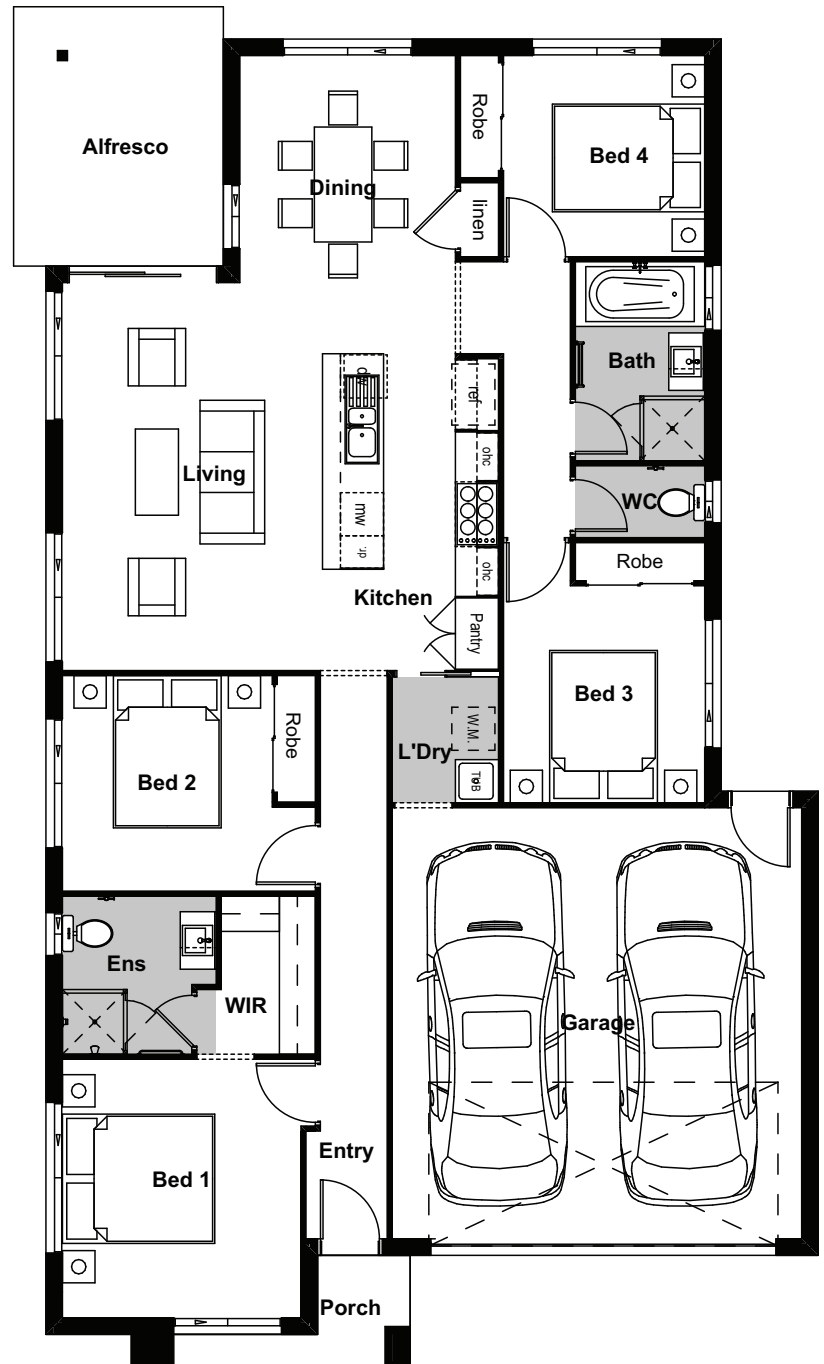 Alfresco
Robe
Bed 4
Dining
linen
Bath
dw
ref
Living
ohc
WC
mw
dr.
ohc
Robe
Kitchen
Pantry
Bed 3
Robe
W.M.
L'Dry
Bed 2
TUB
Ens
WIR
Garage
Entry
Bed 1
Porch